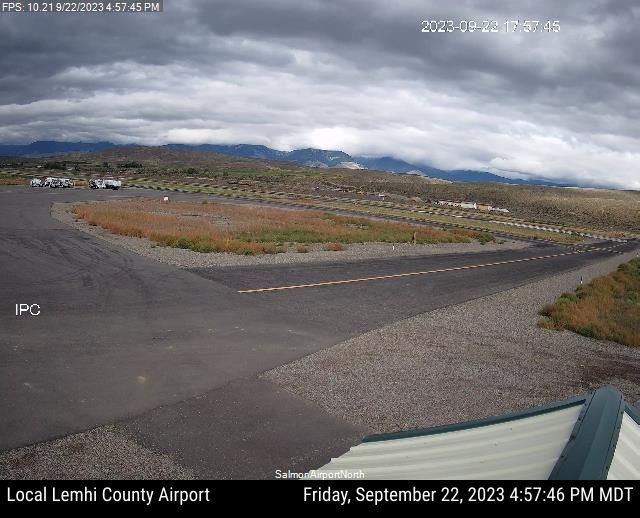 FPS: 10.21 9/22/2023 4:57:45 PM
2023-09-22 17:57:45
IPC
SalmonAirportNorth
Local Lemhi County Airport Friday, September 22, 2023 4:57:46 PM MDT